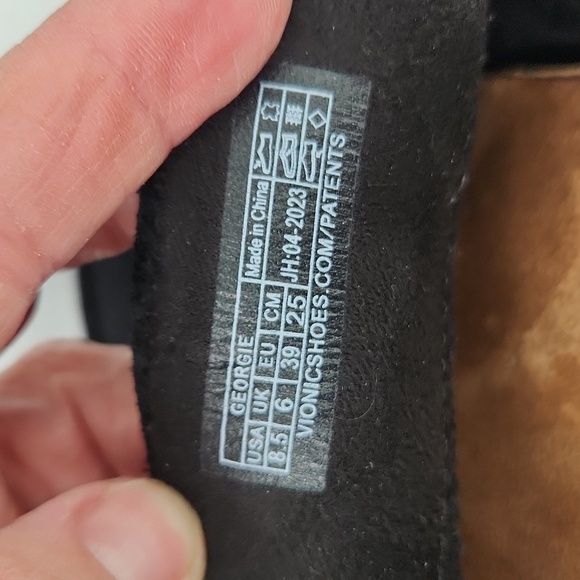 GEORGIE
Made in China
USA UK EU CM
JH:04-2023
8.5 6 39 25
VIONICSHOES.COM/PATENTS